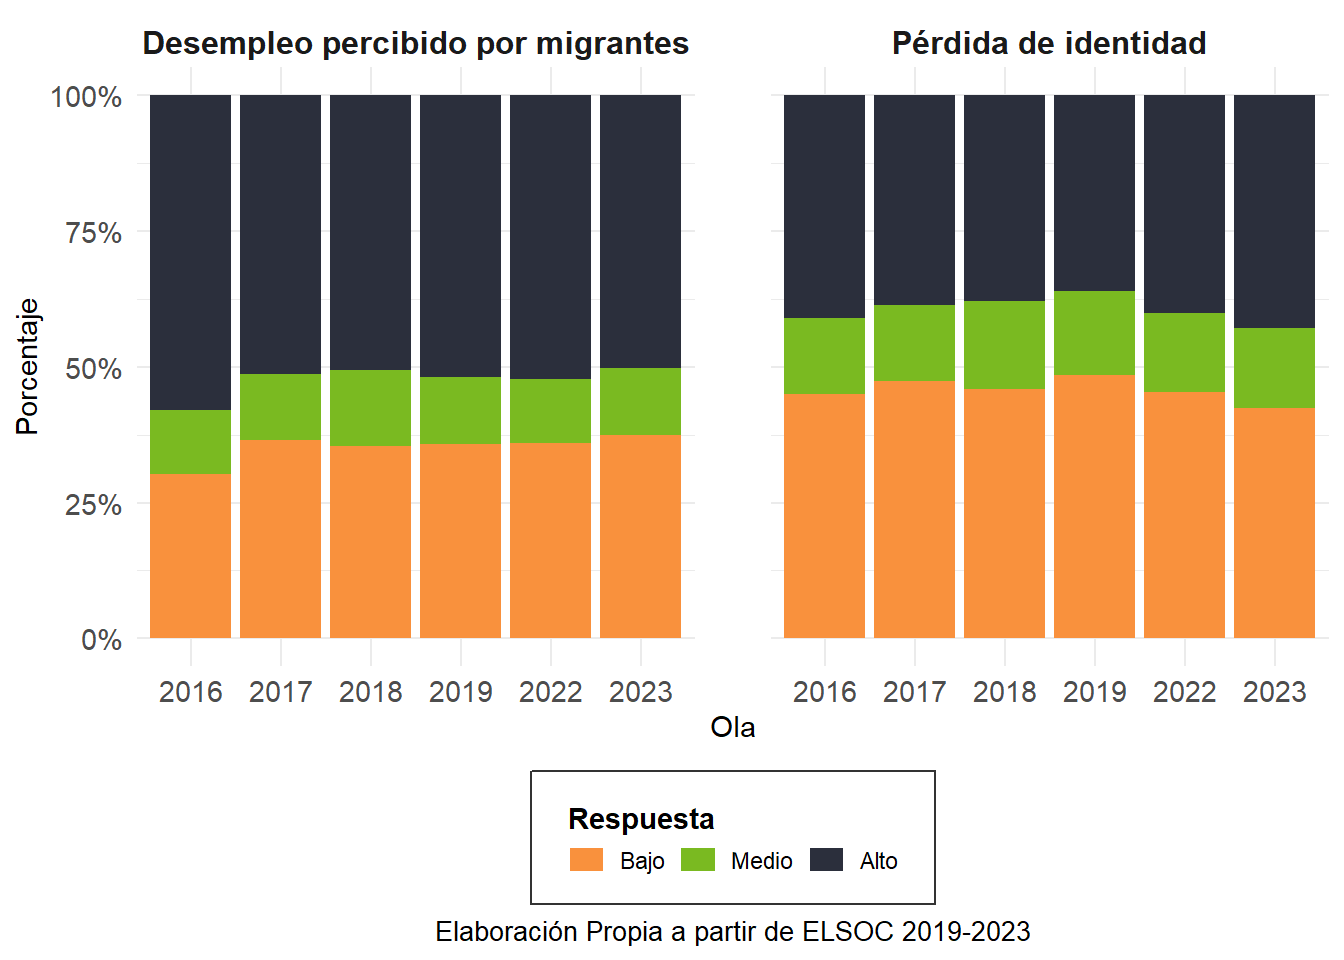 Desempleo percibido por migrantes
Pérdida de identidad
100%
75%
50%
25%
0%
Porcentaje
2016 2017 2018 2019 2022 2023
2016 2017 2018 2019 2022 2023
Ola
Respuesta
Bajo Medio Alto
Elaboración Propia a partir de ELSOC 2019-2023